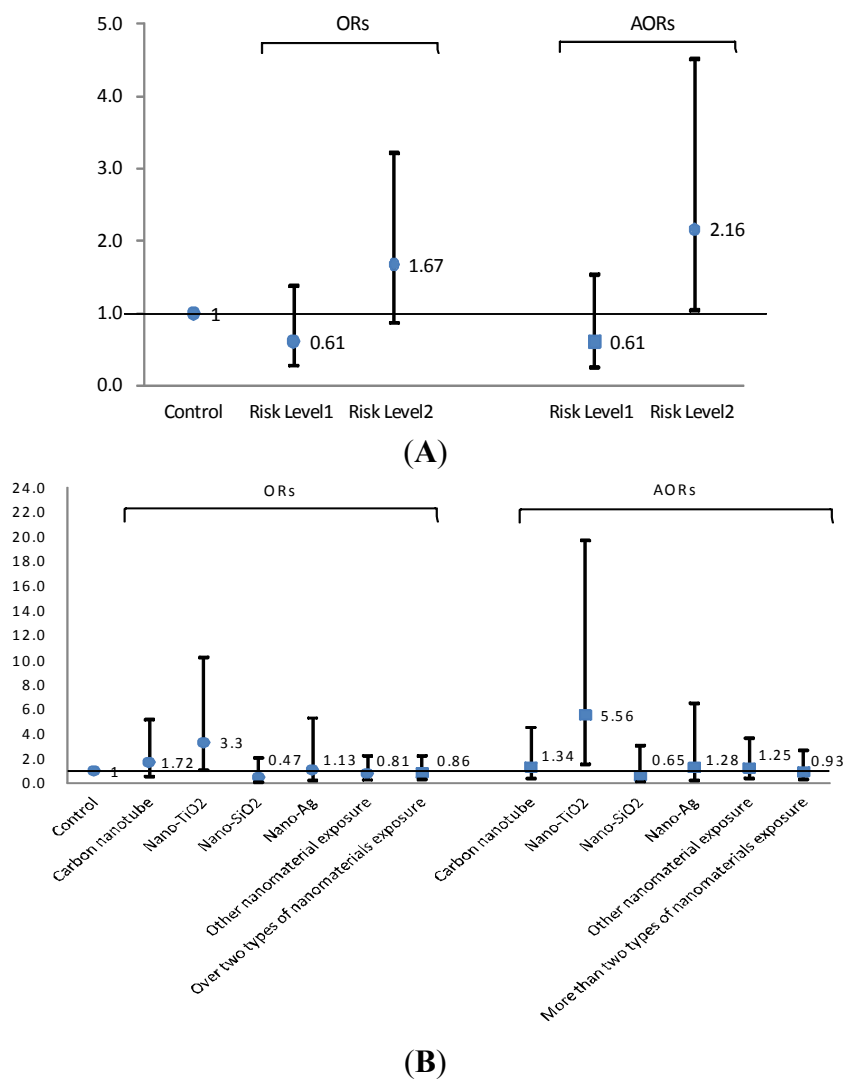 5.0
4.0
3.0
2.0
1.0
0.0
ORs
AORs
1
0.61
1.67
0.61
2.16
Control
Risk Level1
Risk Level2
Risk Level1
Risk Level2
(A)
24.0
22.0
20.0
18.0
16.0
14.0
12.0
10.0
8.0
6.0
4.0
2.0
0.0
ORs
AORs
1
1.72
3.3
0.47
1.13
0.81
0.86
1.34
5.56
0.65
1.28
1.25
0.93
Control
Carbon nanotube
Nano-TiO2
Nano-SiO2
Nano-Ag
Other nanomaterial exposure
Over two types of nanomaterials exposure
Carbon nanotube
Nano-TiO2
Nano-SiO2
Nano-Ag
Other nanomaterial exposure
More than two types of nanomaterials exposure
(B)